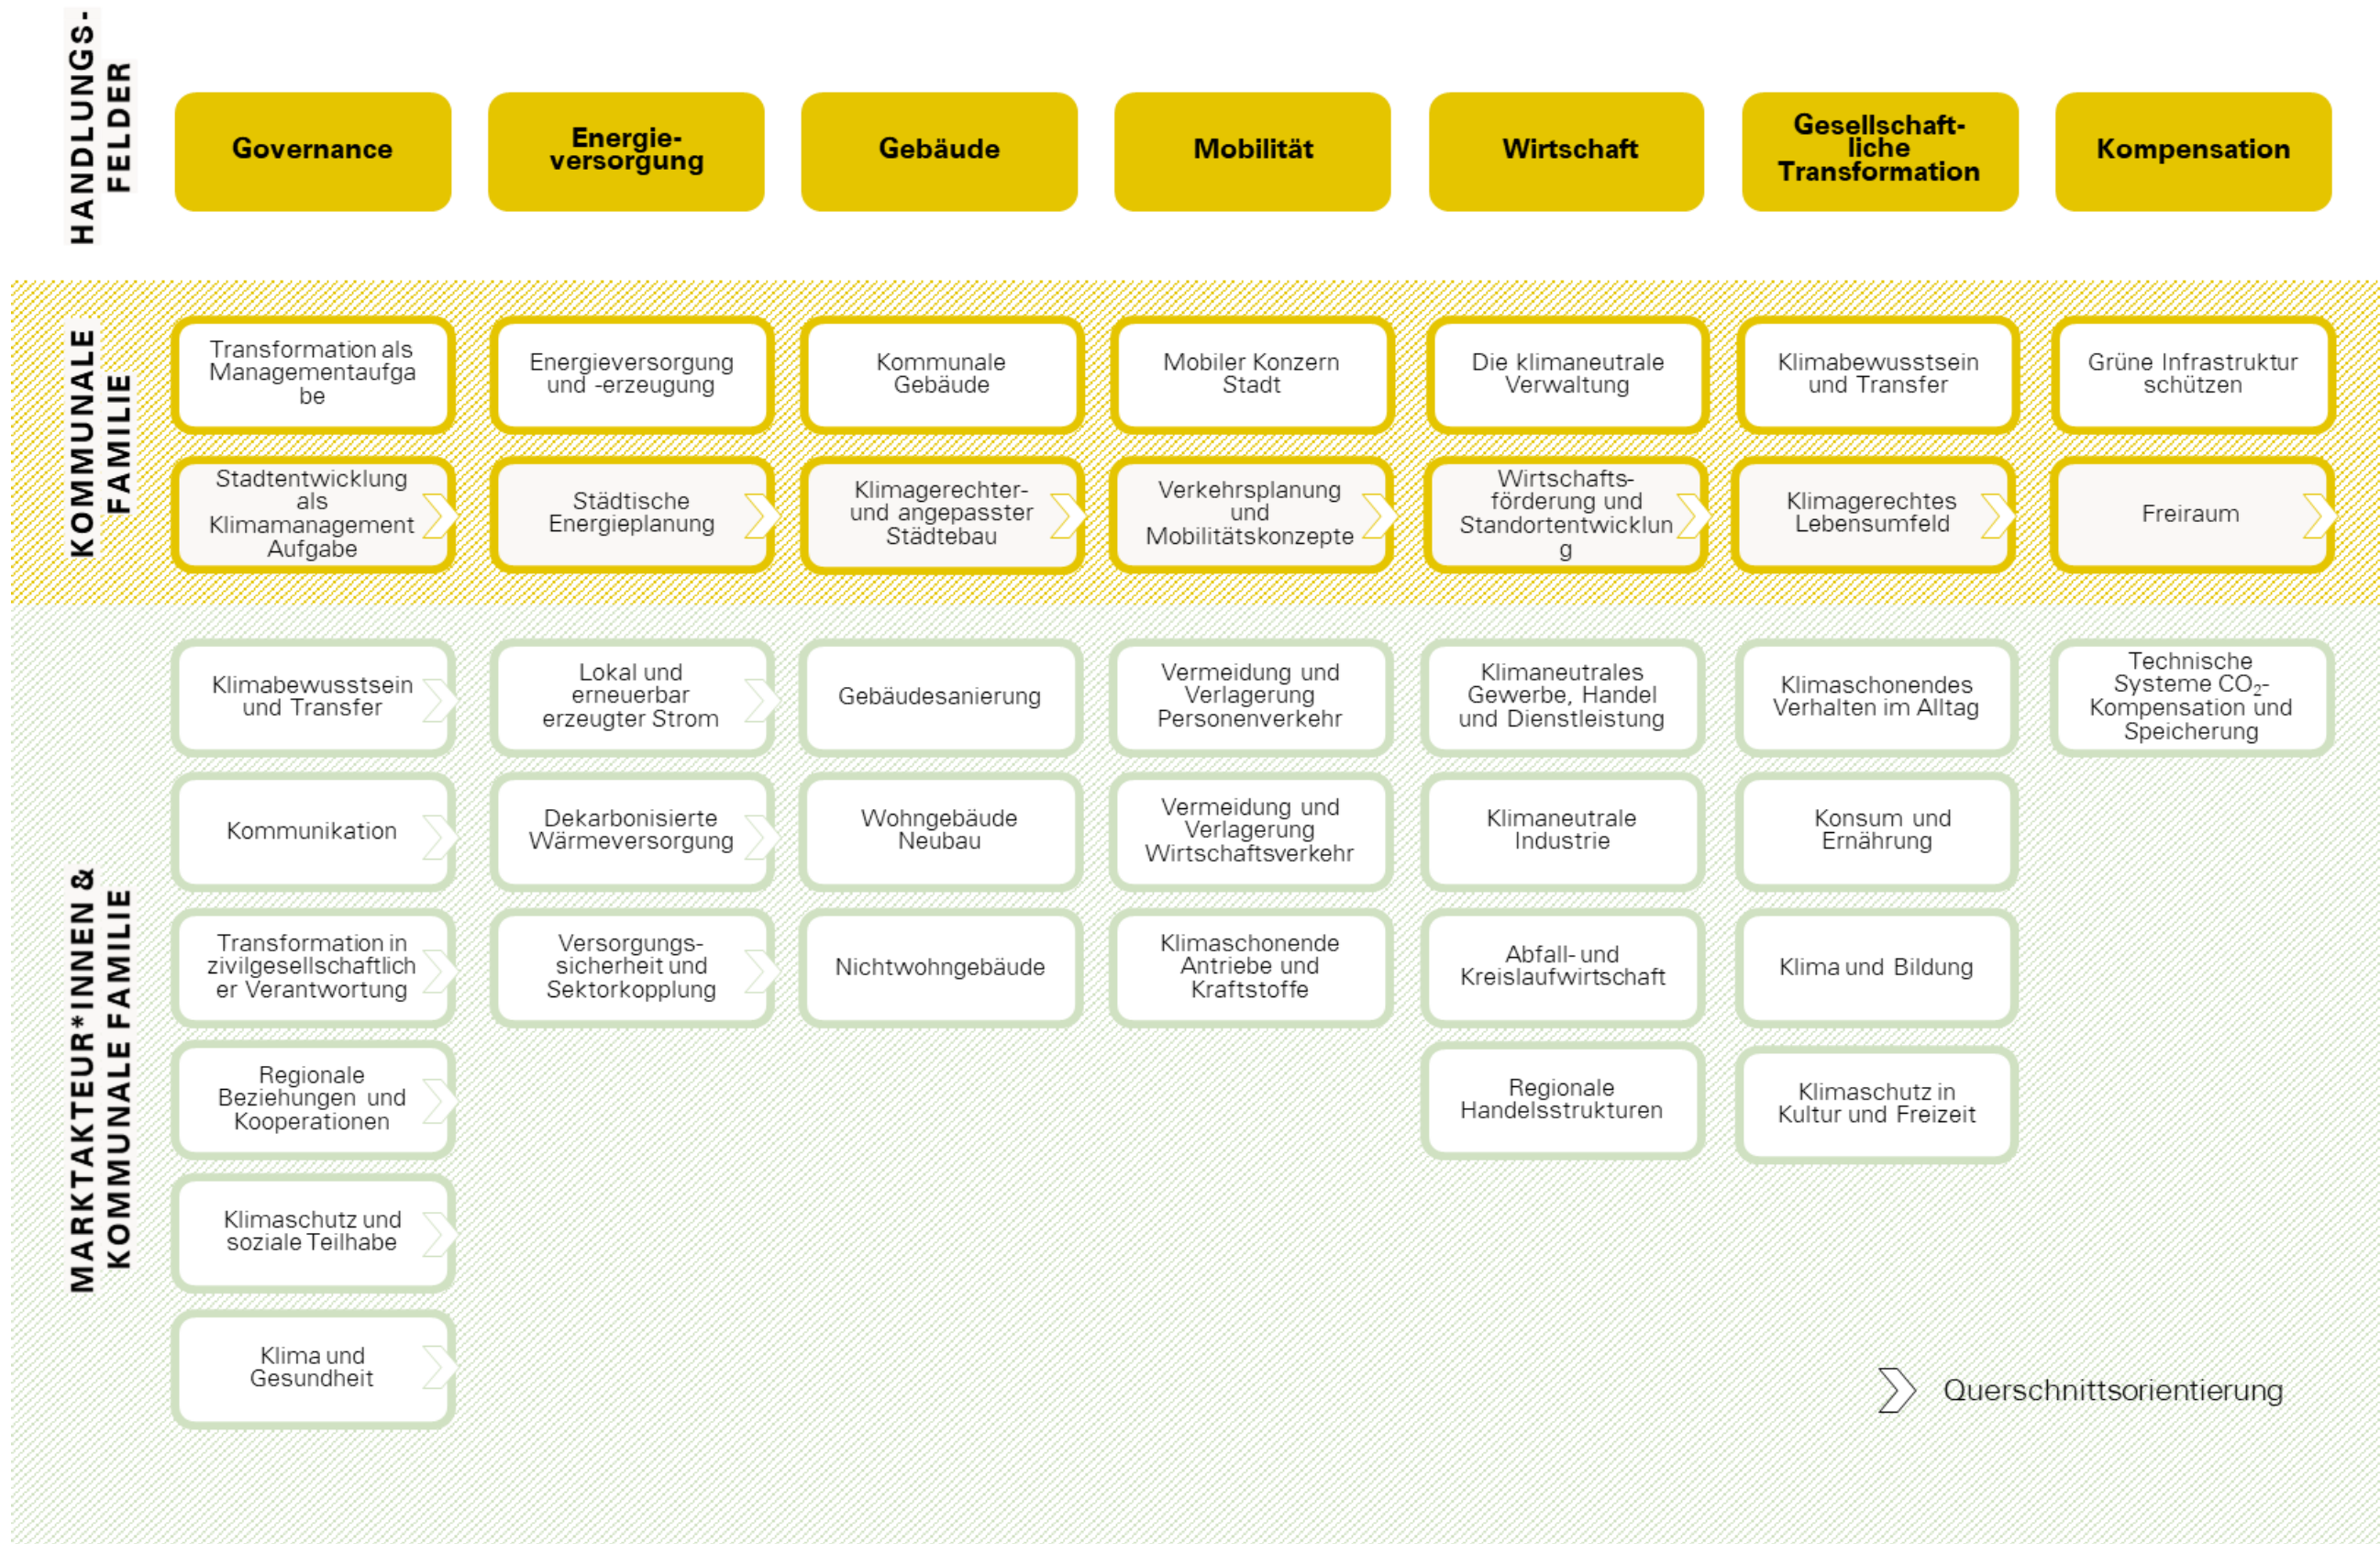 HANDLUNGS-
FELDER
Governance
Energie-
versorgung
Gebäude
Mobilität
Wirtschaft
Gesellschaft-
liche
Transformation
Kompensation
KOMMUNALE
FAMILIE
Transformation als
Managementaufga
be
Energieversorgung
und -erzeugung
Kommunale
Gebäude
Mobiler Konzern
Stadt
Die klimaneutrale
Verwaltung
Klimabewusstsein
und Transfer
Grüne Infrastruktur
schützen
Stadtentwicklung
als
Klimamanagement
Aufgabe
Städtische
Energieplanung
Klimagerechter-
und angepasster
Städtebau
Verkehrsplanung
und
Mobilitätskonzepte
Wirtschafts-
förderung und
Standortentwicklun
g
Klimagerechtes
Lebensumfeld
Freiraum
MARKTAKTEUR*INNEN &
KOMMUNALE FAMILIE
Klimabewusstsein
und Transfer
Lokal und
erneuerbar
erzeugter Strom
Gebäudesanierung
Vermeidung und
Verlagerung
Personenverkehr
Klimaneutrales
Gewerbe, Handel
und Dienstleistung
Klimaschonendes
Verhalten im Alltag
Technische
Systeme CO₂-
Kompensation und
Speicherung
Kommunikation
Dekarbonisierte
Wärmeversorgung
Wohngebäude
Neubau
Vermeidung und
Verlagerung
Wirtschaftsverkehr
Klimaneutrale
Industrie
Konsum und
Ernährung
Transformation in
zivilgesellschaftlich
er Verantwortung
Versorgungs-
sicherheit und
Sektorkopplung
Nichtwohngebäude
Klimaschonende
Antriebe und
Kraftstoffe
Abfall- und
Kreislaufwirtschaft
Klima und Bildung
Regionale
Beziehungen und
Kooperationen
Regionale
Handelsstrukturen
Klimaschutz in
Kultur und Freizeit
Klimaschutz und
soziale Teilhabe
Klima und
Gesundheit
Querschnittsorientierung